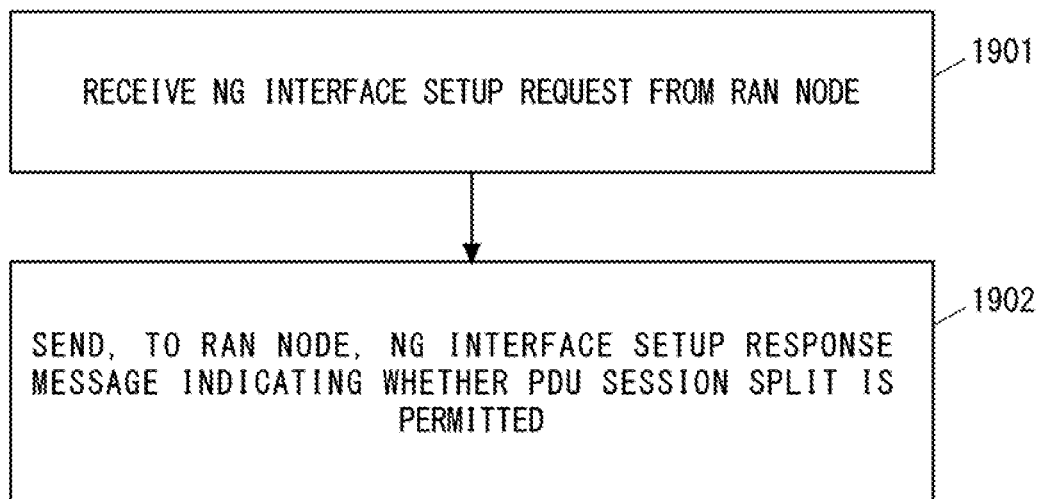 RECEIVE NG INTERFACE SETUP REQUEST FROM RAN NODE
1901
SEND, TO RAN NODE, NG INTERFACE SETUP RESPONSE
MESSAGE INDICATING WHETHER PDU SESSION SPLIT IS
PERMITTED
1902